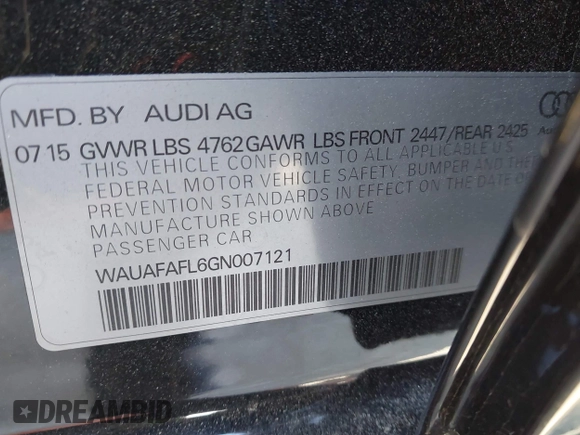 MFD. BY AUDI AG
07 15 GVWR LBS 4762 GAWR LBS FRONT 2447/REAR 2425
THIS VEHICLE CONFORMS TO ALL APPLICABLE U.S.
FEDERAL MOTOR VEHICLE SAFETY, BUMPER AND THEFT
PREVENTION STANDARDS IN EFFECT ON THE DATE OF
MANUFACTURE SHOWN ABOVE
PASSENGER CAR
WAUAFAFL6GN007121
DREAMBID